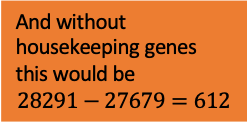 And without
housekeeping genes
this would be
28291 − 27679 = 612